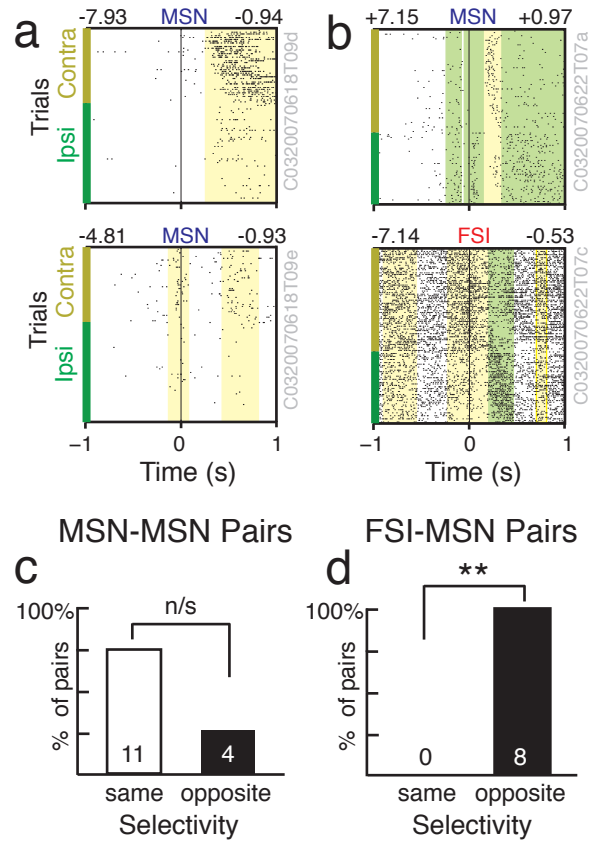 a
-7.93 MSN -0.94
Trials
Contra
Ipsi
C0320070618T09d
-4.81 MSN -0.93
Trials
Contra
Ipsi
C0320070618T09e
−1 0 1
Time (s)
b
+7.15 MSN +0.97
C0320070622T07a
-7.14 FSI -0.53
C0320070622T07c
−1 0 1
Time (s)
MSN-MSN Pairs
c
100%
% of pairs
n/s
11 4
same opposite
Selectivity
FSI-MSN Pairs
d
100%
% of pairs
**
0 8
same opposite
Selectivity